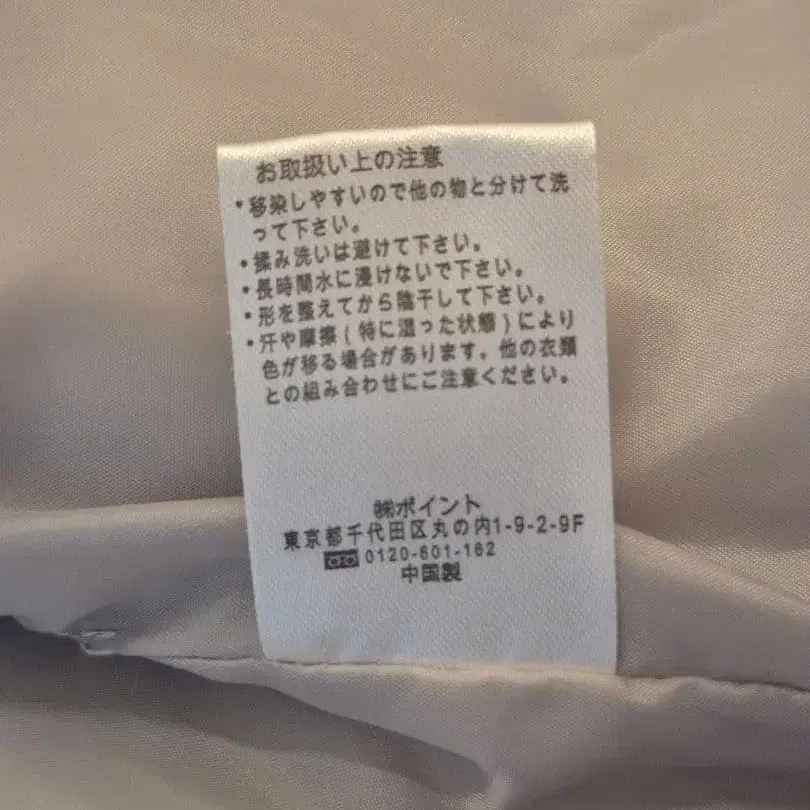 お取扱い上の注意
・移染しやすいので他の物と分けて洗
って下さい。
・揉み洗いは避けて下さい。
・長時間水に浸けないで下さい。
・形を整えてから陰干して下さい。
・汗や摩擦(特に湿った状態)により
色が移る場合があります。他の衣類
との組み合わせにご注意ください。
㈱ポイント
東京都千代田区丸の内1-9-2-9F
0120-601-162
中国製